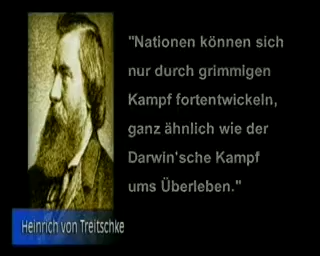 "Nationen können sich
nur durch grimmigen
Kampf fortentwickeln,
ganz ähnlich wie der
Darwin'sche Kampf
ums Überleben."
Heinrich von Treitschke